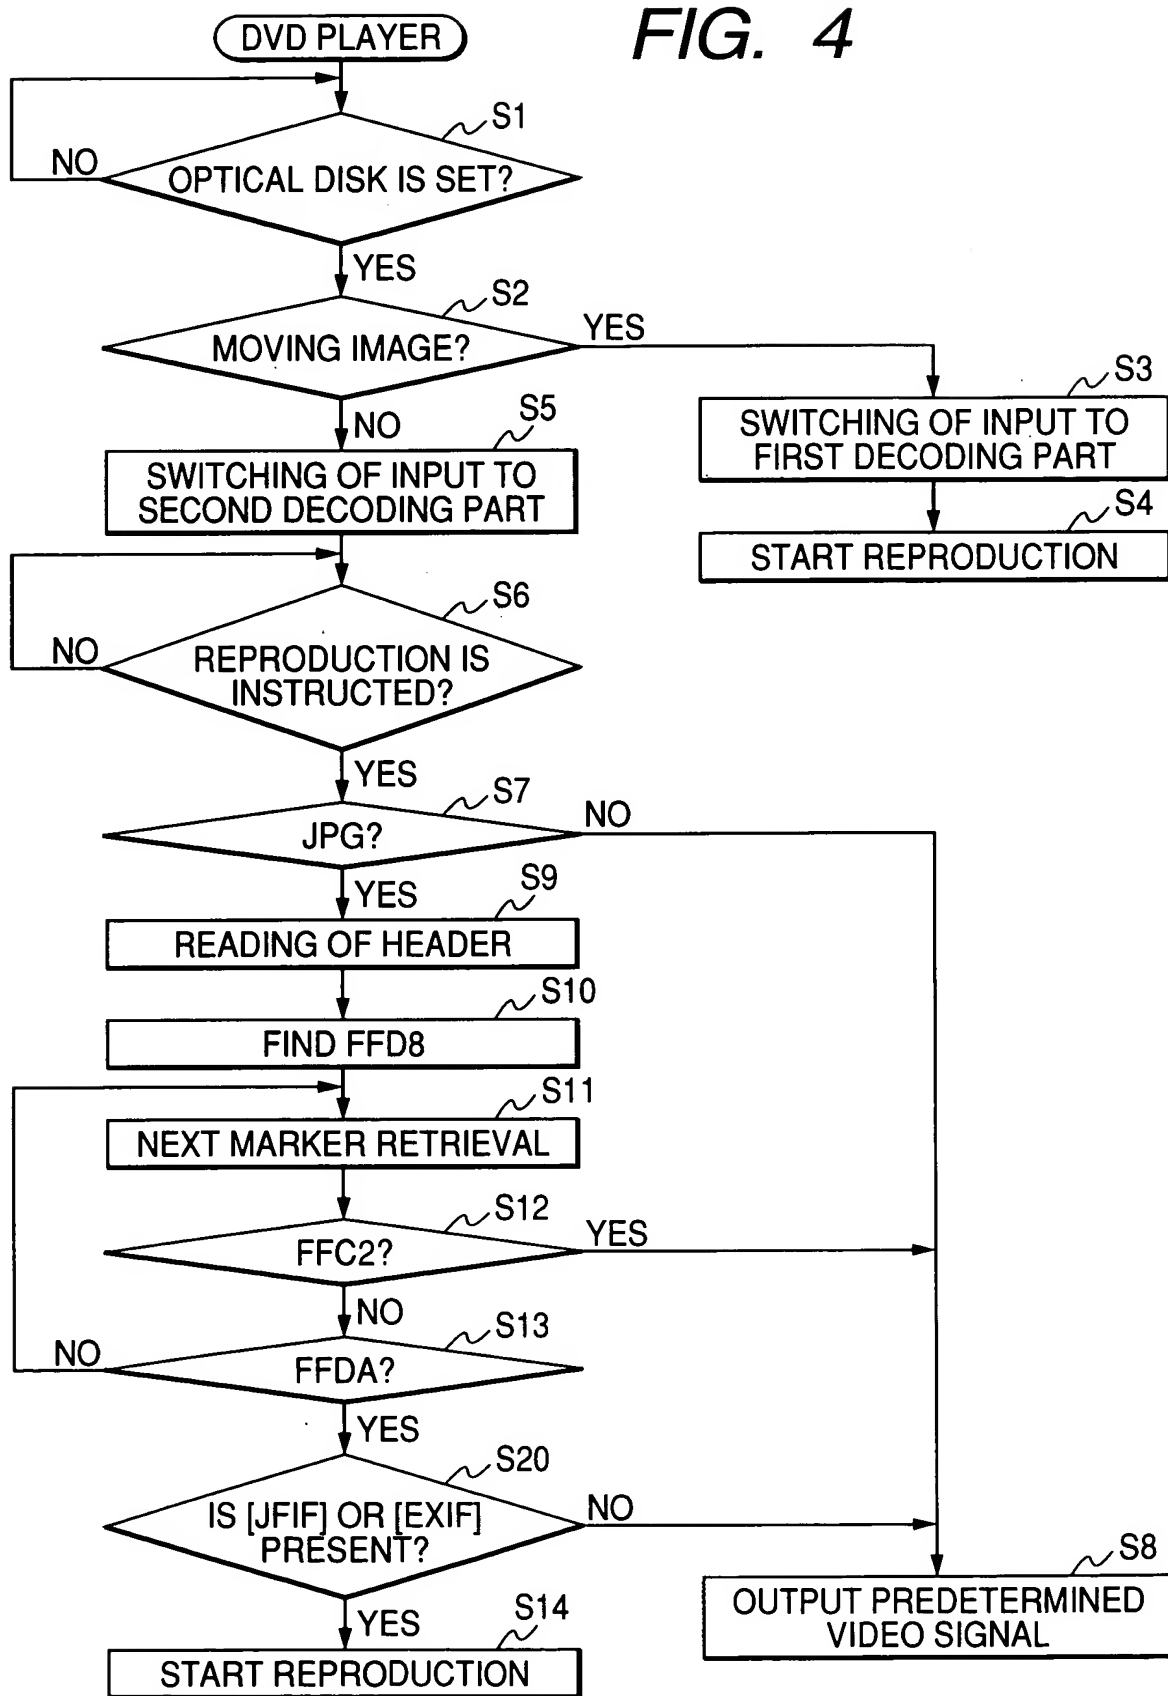 FIG. 4
DVD PLAYER
S1
NO
OPTICAL DISK IS SET?
YES
S2
MOVING IMAGE?
YES
S3
SWITCHING OF INPUT TO
FIRST DECODING PART
S4
START REPRODUCTION
NO
S5
SWITCHING OF INPUT TO
SECOND DECODING PART
S6
NO
REPRODUCTION IS
INSTRUCTED?
YES
S7
JPG?
NO
YES
S9
READING OF HEADER
S10
FIND FFD8
S11
NEXT MARKER RETRIEVAL
S12
FFC2?
YES
NO
S13
NO
FFDA?
YES
S20
IS [JFIF] OR [EXIF]
PRESENT?
NO
S8
OUTPUT PREDETERMINED
VIDEO SIGNAL
YES
S14
START REPRODUCTION